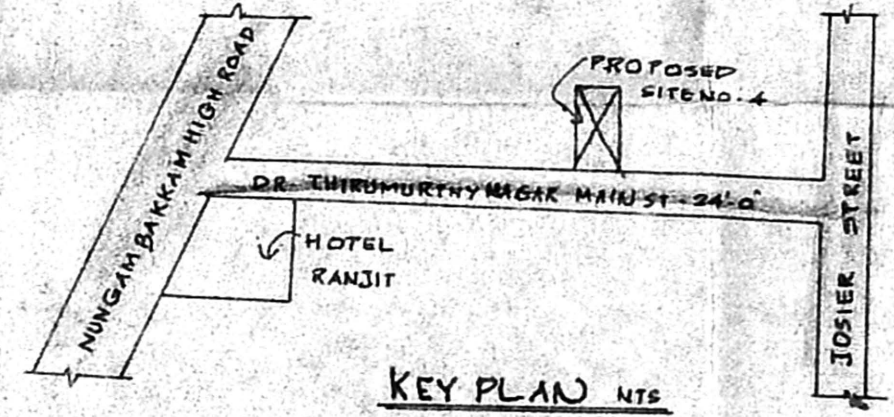 NUNGAMBAKKAM HIGH ROAD
PROPOSED
SITE NO. 4
DR. THIRUMURTHY NAGAR MAIN ST - 24'-0"
HOTEL
RANJIT
JOSIER STREET
KEY PLAN NTS